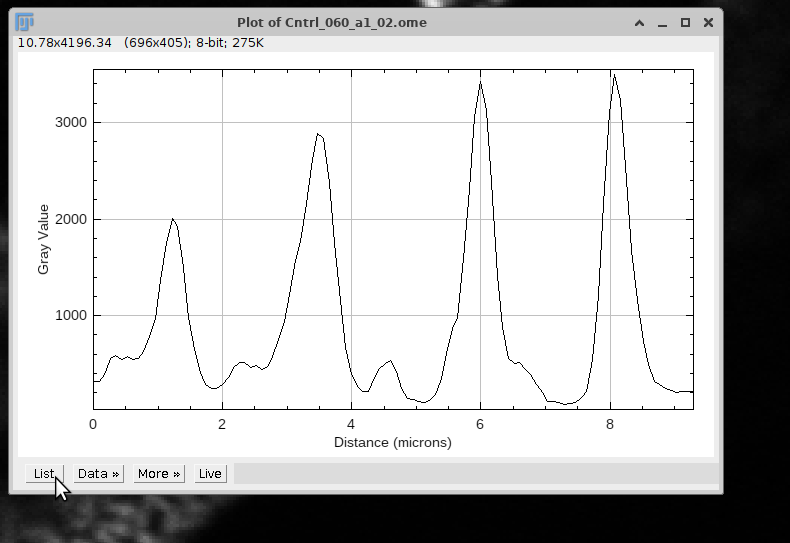 Plot of Cntrl_060_a1_02.ome
10.78x4196.34 (696x405); 8-bit; 275K
3000
2000
1000
Gray Value
0 2 4 6 8
Distance (microns)
List Data » More » Live